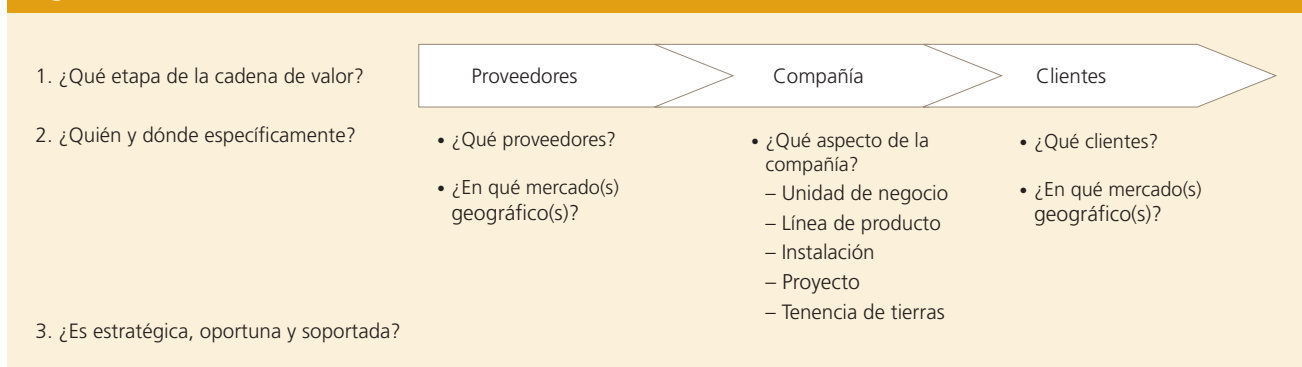 1. ¿Qué etapa de la cadena de valor?
Proveedores
Compañía
Clientes
2. ¿Quién y dónde específicamente?
• ¿Qué proveedores?
• ¿En qué mercado(s)
geográfico(s)?
• ¿Qué aspecto de la
compañía?
– Unidad de negocio
– Línea de producto
– Instalación
– Proyecto
– Tenencia de tierras
• ¿Qué clientes?
• ¿En qué mercado(s)
geográfico(s)?
3. ¿Es estratégica, oportuna y soportada?